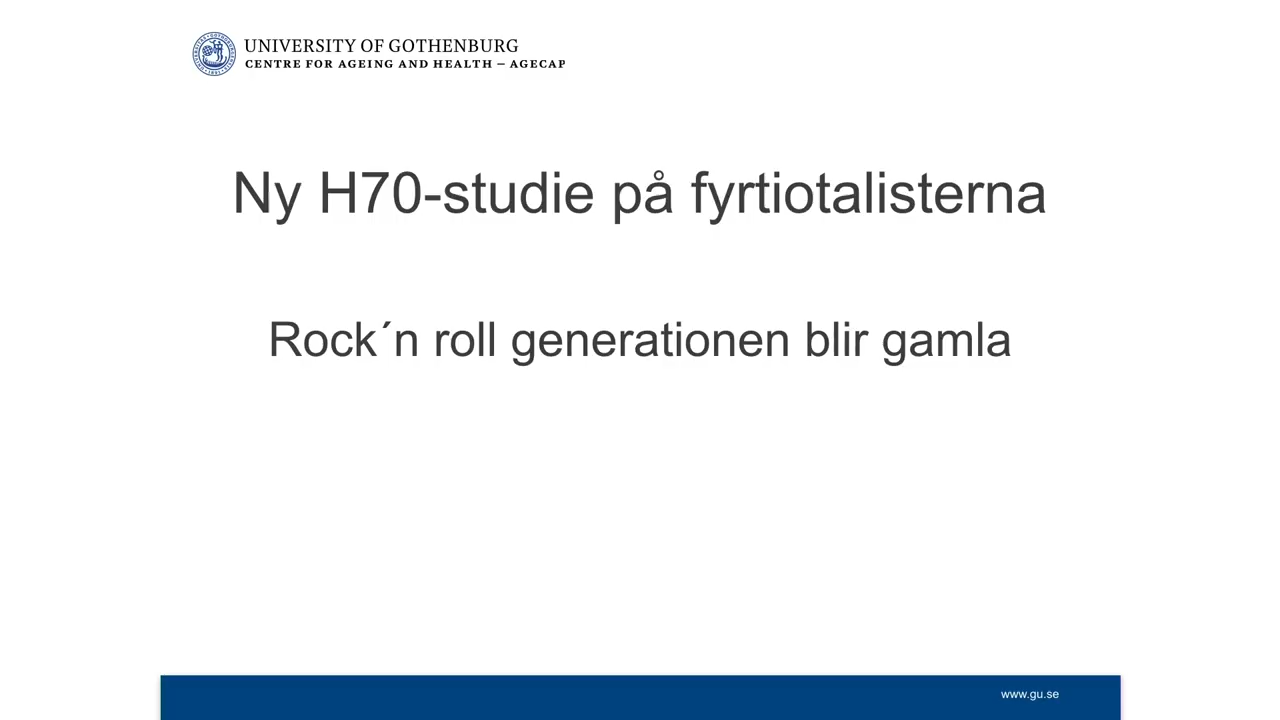 UNIVERSITY OF GOTHENBURG
CENTRE FOR AGEING AND HEALTH – AGECAP
Ny H70-studie på fyrtiotalisterna
Rock´n roll generationen blir gamla
www.gu.se